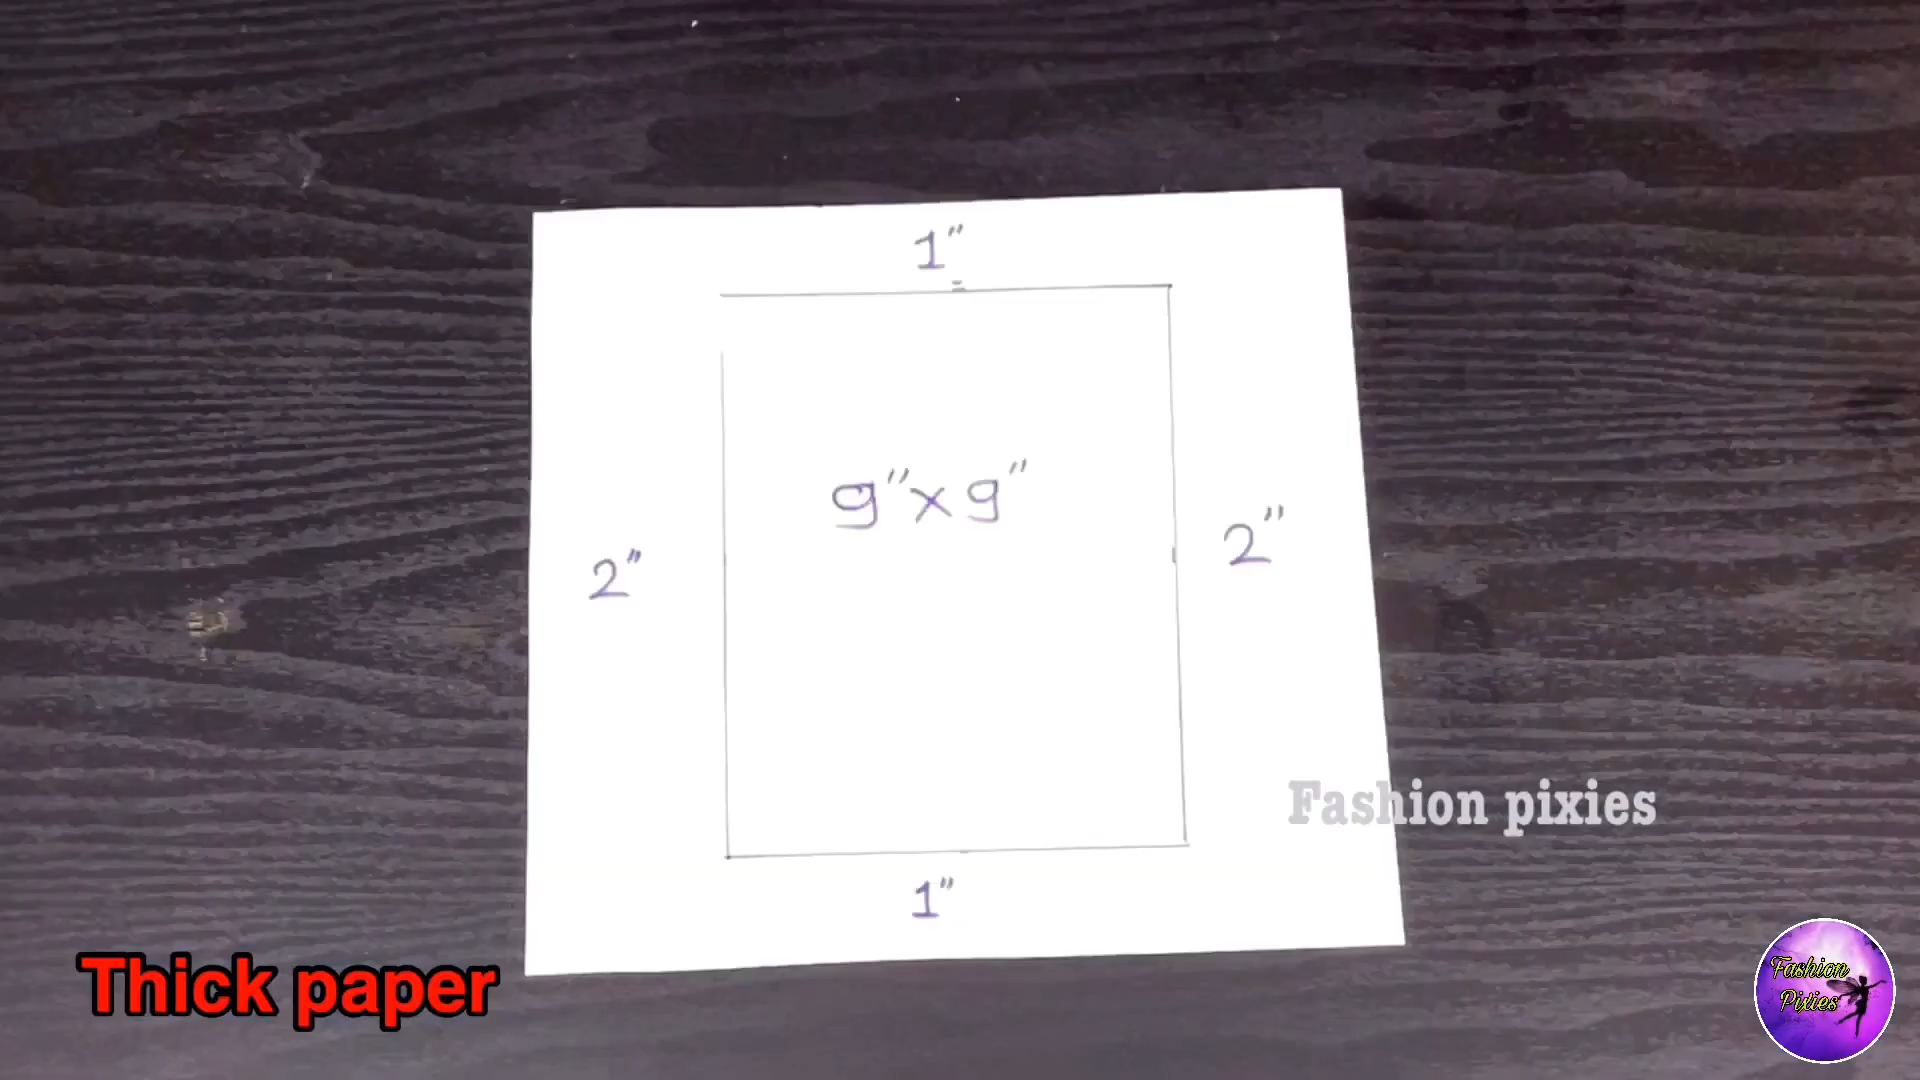 1"
9"x9"
2"
2"
1"
Fashion pixies
Thick paper
Fashion
Pixies